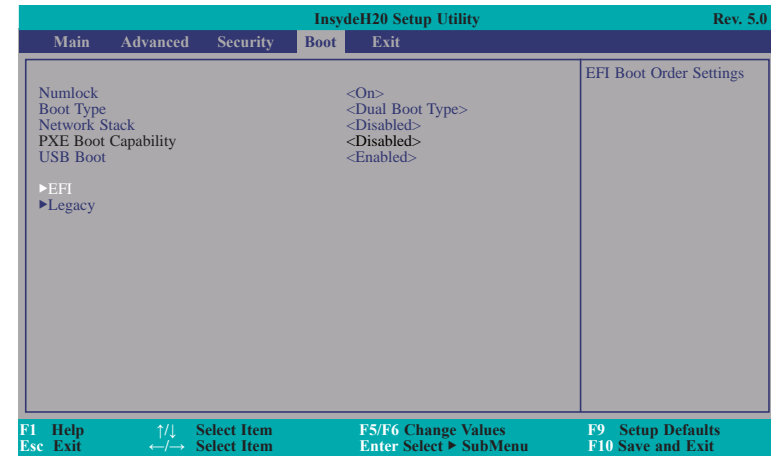 InsydeH20 Setup Utility Rev. 5.0
Main Advanced Security Boot Exit
EFI Boot Order Settings
Numlock <On>
Boot Type <Dual Boot Type>
Network Stack <Disabled>
PXE Boot Capability <Disabled>
USB Boot <Enabled>
▶EFI
▶Legacy
F1 Help ↑/↓ Select Item F5/F6 Change Values F9 Setup Defaults
Esc Exit ←/→ Select Item Enter Select ▶ SubMenu F10 Save and Exit